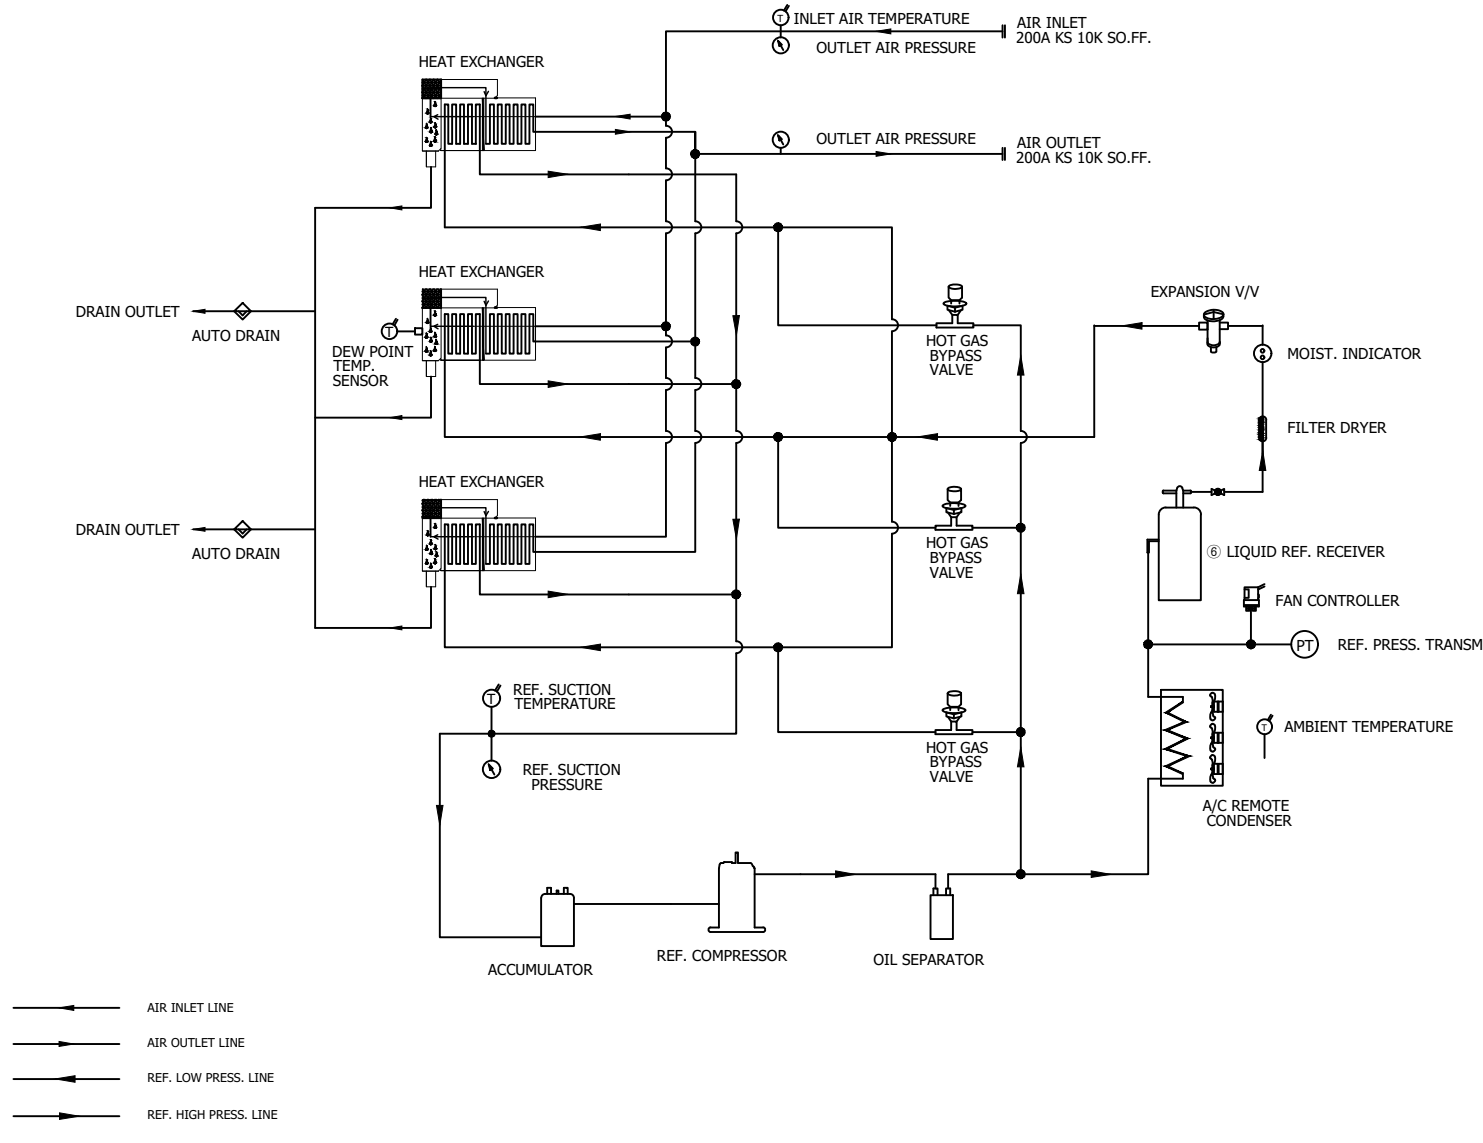 INLET AIR TEMPERATURE
OUTLET AIR PRESSURE
AIR INLET
200A KS 10K SO.FF.
HEAT EXCHANGER
OUTLET AIR PRESSURE
AIR OUTLET
200A KS 10K SO.FF.
HEAT EXCHANGER
DRAIN OUTLET
AUTO DRAIN
T
DEW POINT
TEMP.
SENSOR
HOT GAS
BYPASS
VALVE
EXPANSION V/V
MOIST. INDICATOR
FILTER DRYER
HEAT EXCHANGER
DRAIN OUTLET
AUTO DRAIN
HOT GAS
BYPASS
VALVE
⑥ LIQUID REF. RECEIVER
FAN CONTROLLER
PT
REF. PRESS. TRANSM
T
REF. SUCTION
TEMPERATURE
REF. SUCTION
PRESSURE
HOT GAS
BYPASS
VALVE
T
AMBIENT TEMPERATURE
A/C REMOTE
CONDENSER
ACCUMULATOR
REF. COMPRESSOR
OIL SEPARATOR
AIR INLET LINE
AIR OUTLET LINE
REF. LOW PRESS. LINE
REF. HIGH PRESS. LINE
T